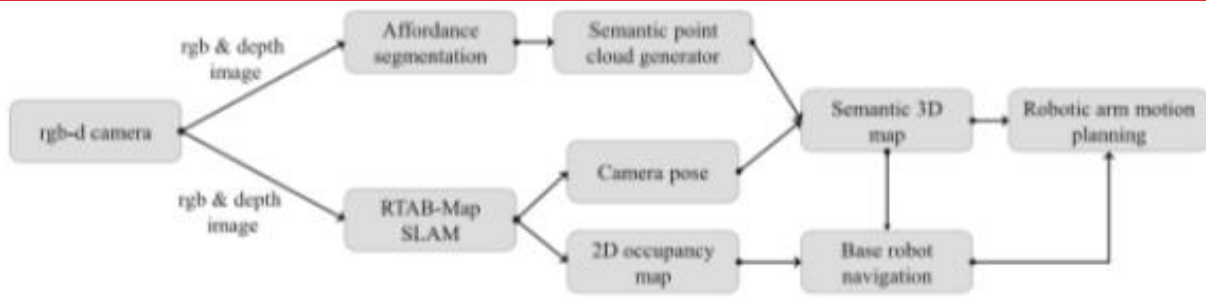 rgb-d camera
rgb & depth
image
rgb & depth
image
Affordance
segmentation
Semantic point
cloud generator
RTAB-Map
SLAM
Camera pose
2D occupancy
map
Semantic 3D
map
Base robot
navigation
Robotic arm motion
planning